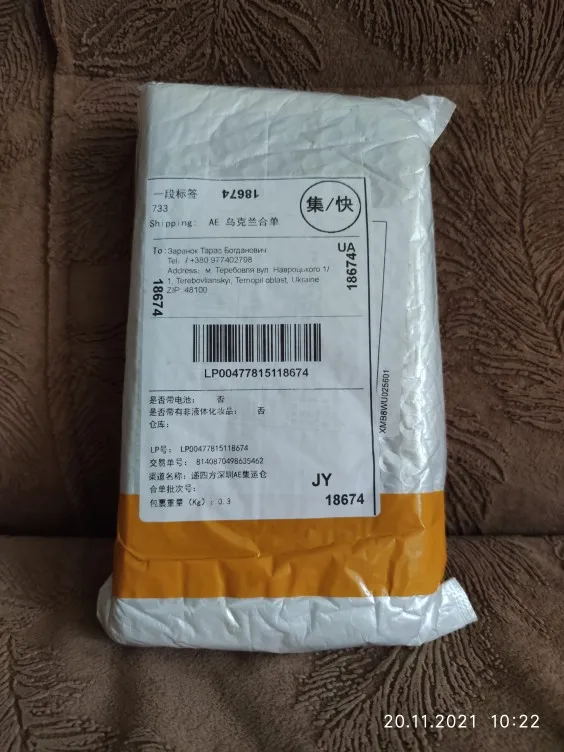 一段标签
18674
集/快
733
Shipping: AE 乌克兰合单
UA
To: Заранюк Тарас Богданович
Tel: / +380 977402798
Address: м. Теребовля вул. Навроцького 1/
1, Terebovlianskyi, Ternopil oblast, Ukraine
ZIP: 48100
18674
18674
LP00477815118674
XMB8WU025601
是否带电池: 否
是否带有非液体化妆品: 否
仓库:
LP号: LP00477815118674
交易单号: 8140870498635462
渠道名称: 递四方深圳AE集运仓
JY
合单批次号:
18674
包裹重量 (Kg): 0.3
20.11.2021 10:22